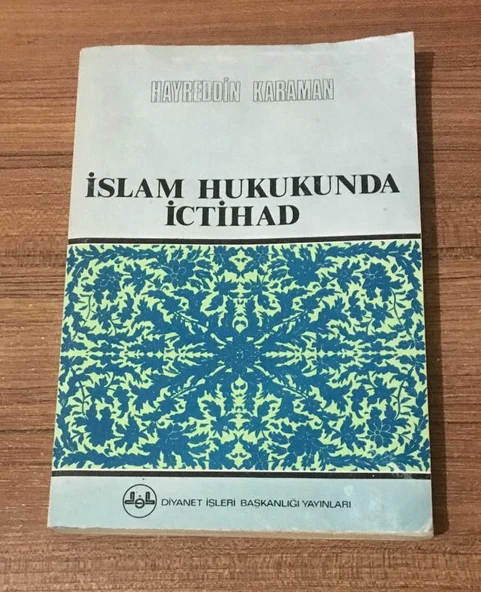 HAYREDDİN KARAMAN
İSLAM HUKUKUNDA
İCTİHAD
DİYANET İŞLERİ BAŞKANLIĞI YAYINLARI